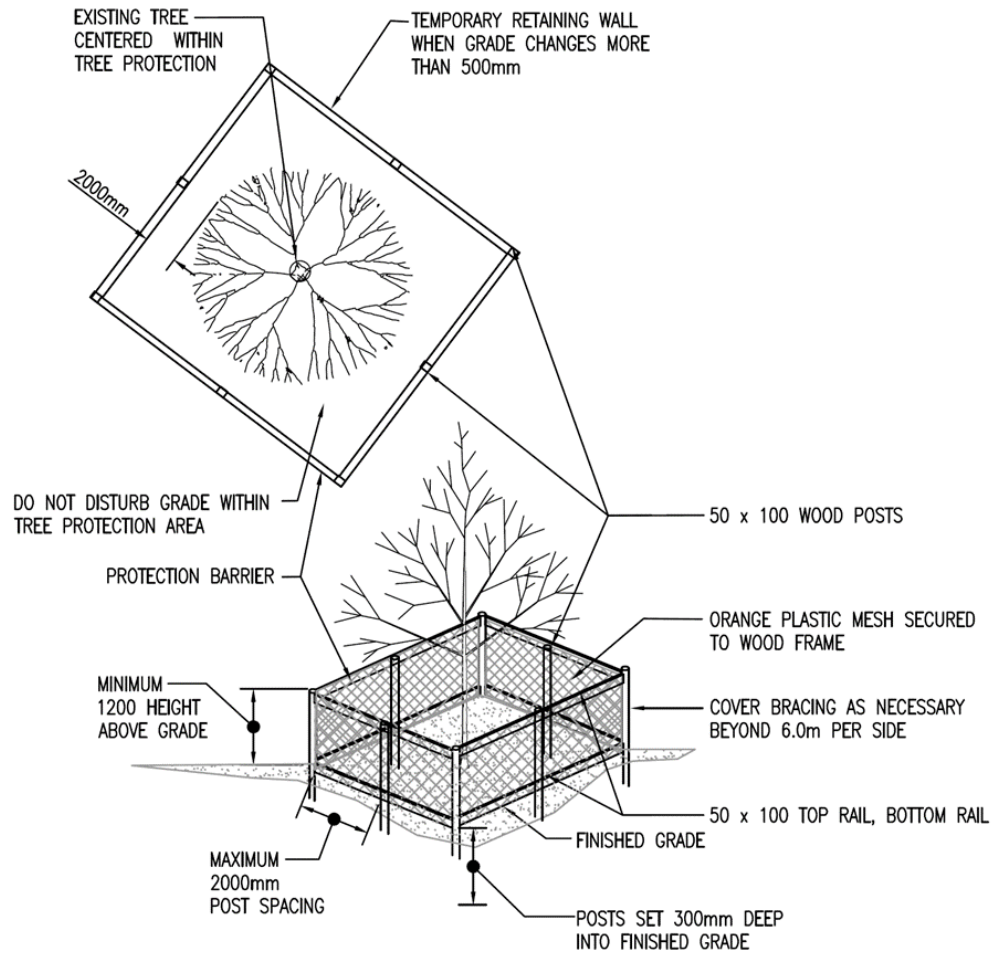 EXISTING TREE
CENTERED WITHIN
TREE PROTECTION
TEMPORARY RETAINING WALL
WHEN GRADE CHANGES MORE
THAN 500mm
2000mm
DO NOT DISTURB GRADE WITHIN
TREE PROTECTION AREA
50 x 100 WOOD POSTS
PROTECTION BARRIER
ORANGE PLASTIC MESH SECURED
TO WOOD FRAME
MINIMUM
1200 HEIGHT
ABOVE GRADE
COVER BRACING AS NECESSARY
BEYOND 6.0m PER SIDE
50 x 100 TOP RAIL, BOTTOM RAIL
FINISHED GRADE
MAXIMUM
2000mm
POST SPACING
POSTS SET 300mm DEEP
INTO FINISHED GRADE